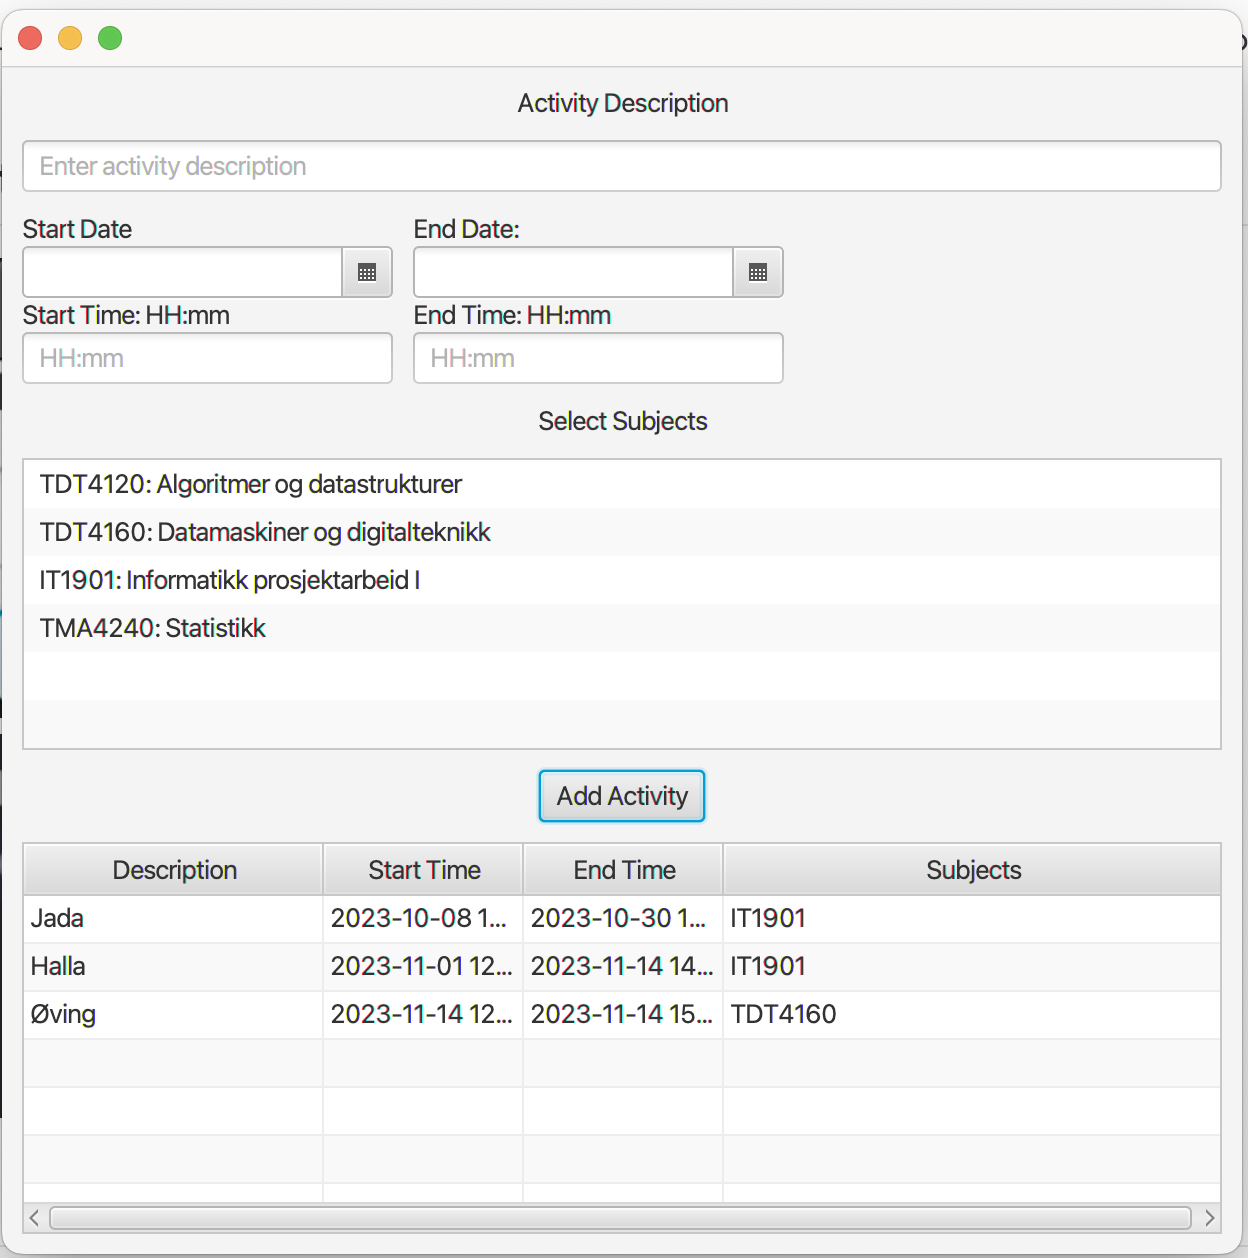 Activity Description
Enter activity description
Start Date End Date:
Start Time: HH:mm End Time: HH:mm
HH:mm HH:mm
Select Subjects
TDT4120: Algoritmer og datastrukturer
TDT4160: Datamaskiner og digitalteknikk
IT1901: Informatikk prosjektarbeid I
TMA4240: Statistikk
Add Activity
Description Start Time End Time Subjects
Jada 2023-10-08 1... 2023-10-30 1... IT1901
Halla 2023-11-01 12... 2023-11-14 14... IT1901
Øving 2023-11-14 12... 2023-11-14 15... TDT4160